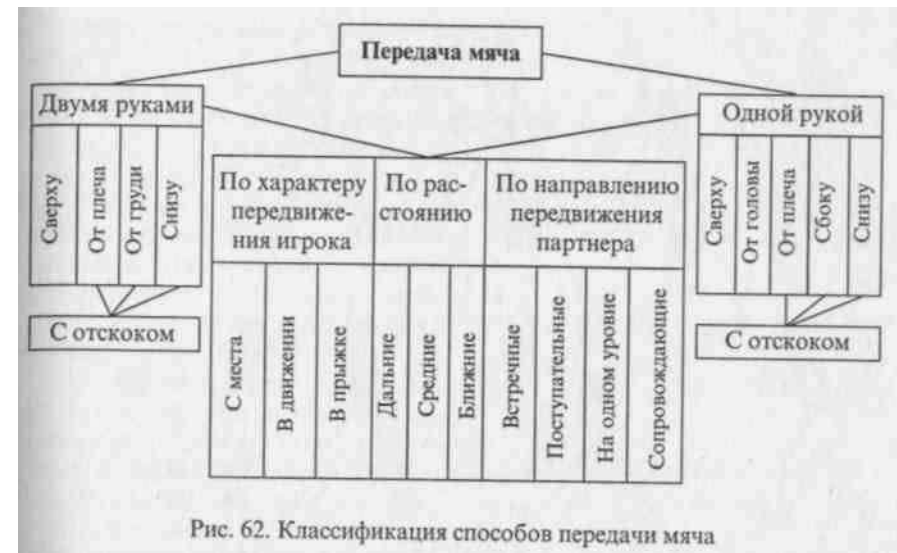 Передача мяча
Двумя руками
Одной рукой
Сверху
От плеча
От груди
Снизу
С отскоком
По характеру
передвиже-
ния игрока
По рас-
стоянию
По направлению
передвижения
партнера
С места
В движении
В прыжке
Дальние
Средние
Ближние
Встречные
Поступательные
На одном уровне
Сопровождающие
Сверху
От головы
От плеча
Сбоку
Снизу
С отскоком
Рис. 62. Классификация способов передачи мяча